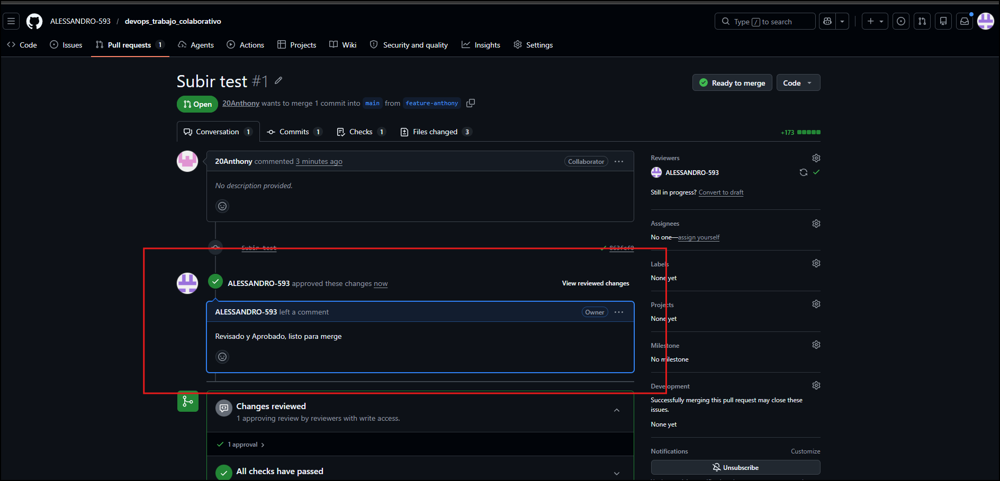 ALESSANDRO-593 / devops_trabajo_colaborativo
Type / to search
Code
Issues
Pull requests 1
Agents
Actions
Projects
Wiki
Security and quality
Insights
Settings
Subir test #1
Ready to merge
Code
Open
20Anthony wants to merge 1 commit into main from feature-anthony
Conversation 1
Commits 1
Checks 1
Files changed 3
+173
20Anthony commented 3 minutes ago
Collaborator
No description provided.
Subir test
863fcf0
ALESSANDRO-593 approved these changes now
View reviewed changes
ALESSANDRO-593 left a comment
Owner
Revisado y Aprobado, listo para merge
Changes reviewed
1 approving review by reviewers with write access.
1 approval
All checks have passed
Reviewers
ALESSANDRO-593
Still in progress? Convert to draft
Assignees
No one—assign yourself
Labels
None yet
Projects
None yet
Milestone
No milestone
Development
Successfully merging this pull request may close these
issues.
None yet
Notifications
Customize
Unsubscribe